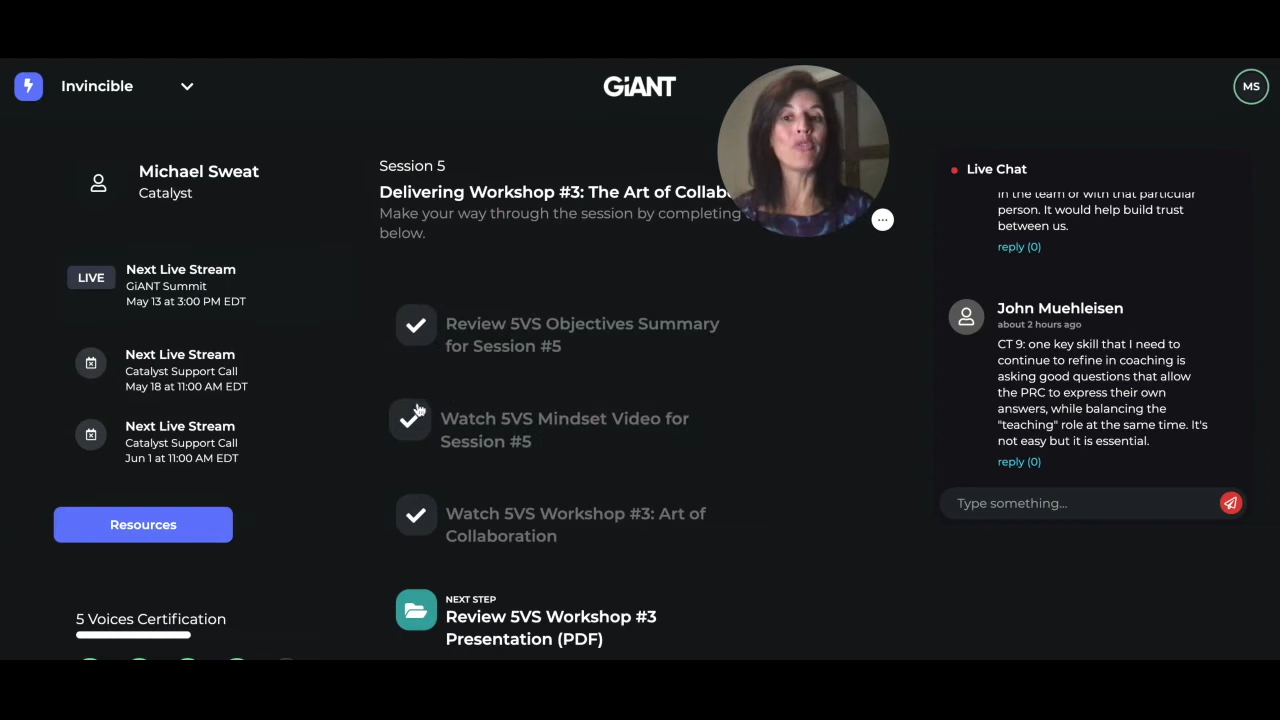 Invincible
GiANT
MS
Michael Sweat
Catalyst
LIVE
Next Live Stream
GiANT Summit
May 13 at 3:00 PM EDT
Next Live Stream
Catalyst Support Call
May 18 at 11:00 AM EDT
Next Live Stream
Catalyst Support Call
Jun 1 at 11:00 AM EDT
Resources
5 Voices Certification
Session 5
Delivering Workshop #3: The Art of Collab
Make your way through the session by completing
below.
Review 5VS Objectives Summary
for Session #5
Watch 5VS Mindset Video for
Session #5
Watch 5VS Workshop #3: Art of
Collaboration
NEXT STEP
Review 5VS Workshop #3
Presentation (PDF)
Live Chat
in the team or with that particular
person. It would help build trust
between us.
reply (0)
John Muehleisen
about 2 hours ago
CT 9: one key skill that I need to
continue to refine in coaching is
asking good questions that allow
the PRC to express their own
answers, while balancing the
"teaching" role at the same time. It's
not easy but it is essential.
reply (0)
Type something...